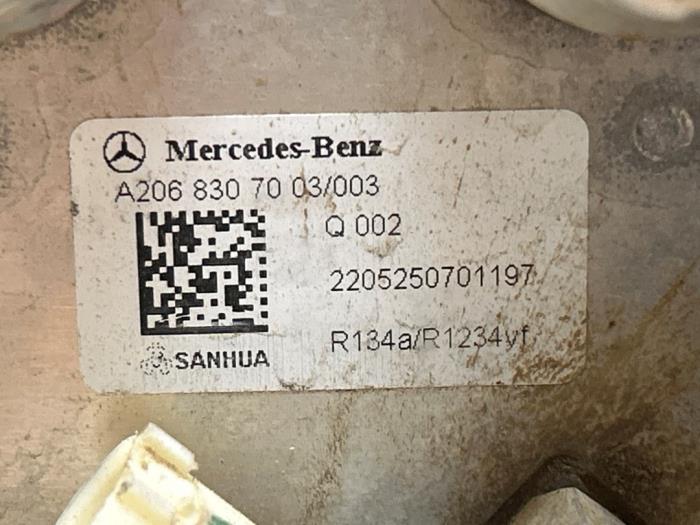 Mercedes-Benz
A206 830 70 03/003
Q 002
2205250701197
R134a/R1234yf
SANHUA